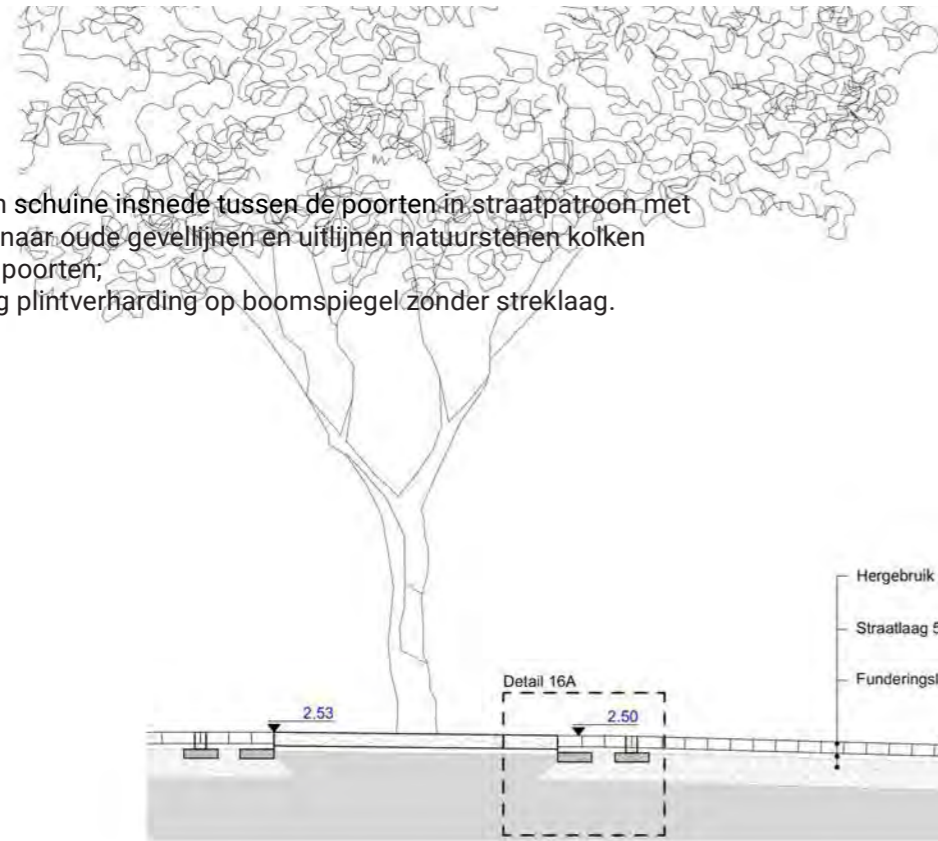 schuine insnede tussen de poorten in straatpatroon met
naar oude gevellijnen en uitlijnen natuurstenen kolken
poorten;
plintverharding op boomspiegel zonder streklaag.
Hergebruik
Straatlaag 5
Detail 16A
Funderingsl
2.53
2.50